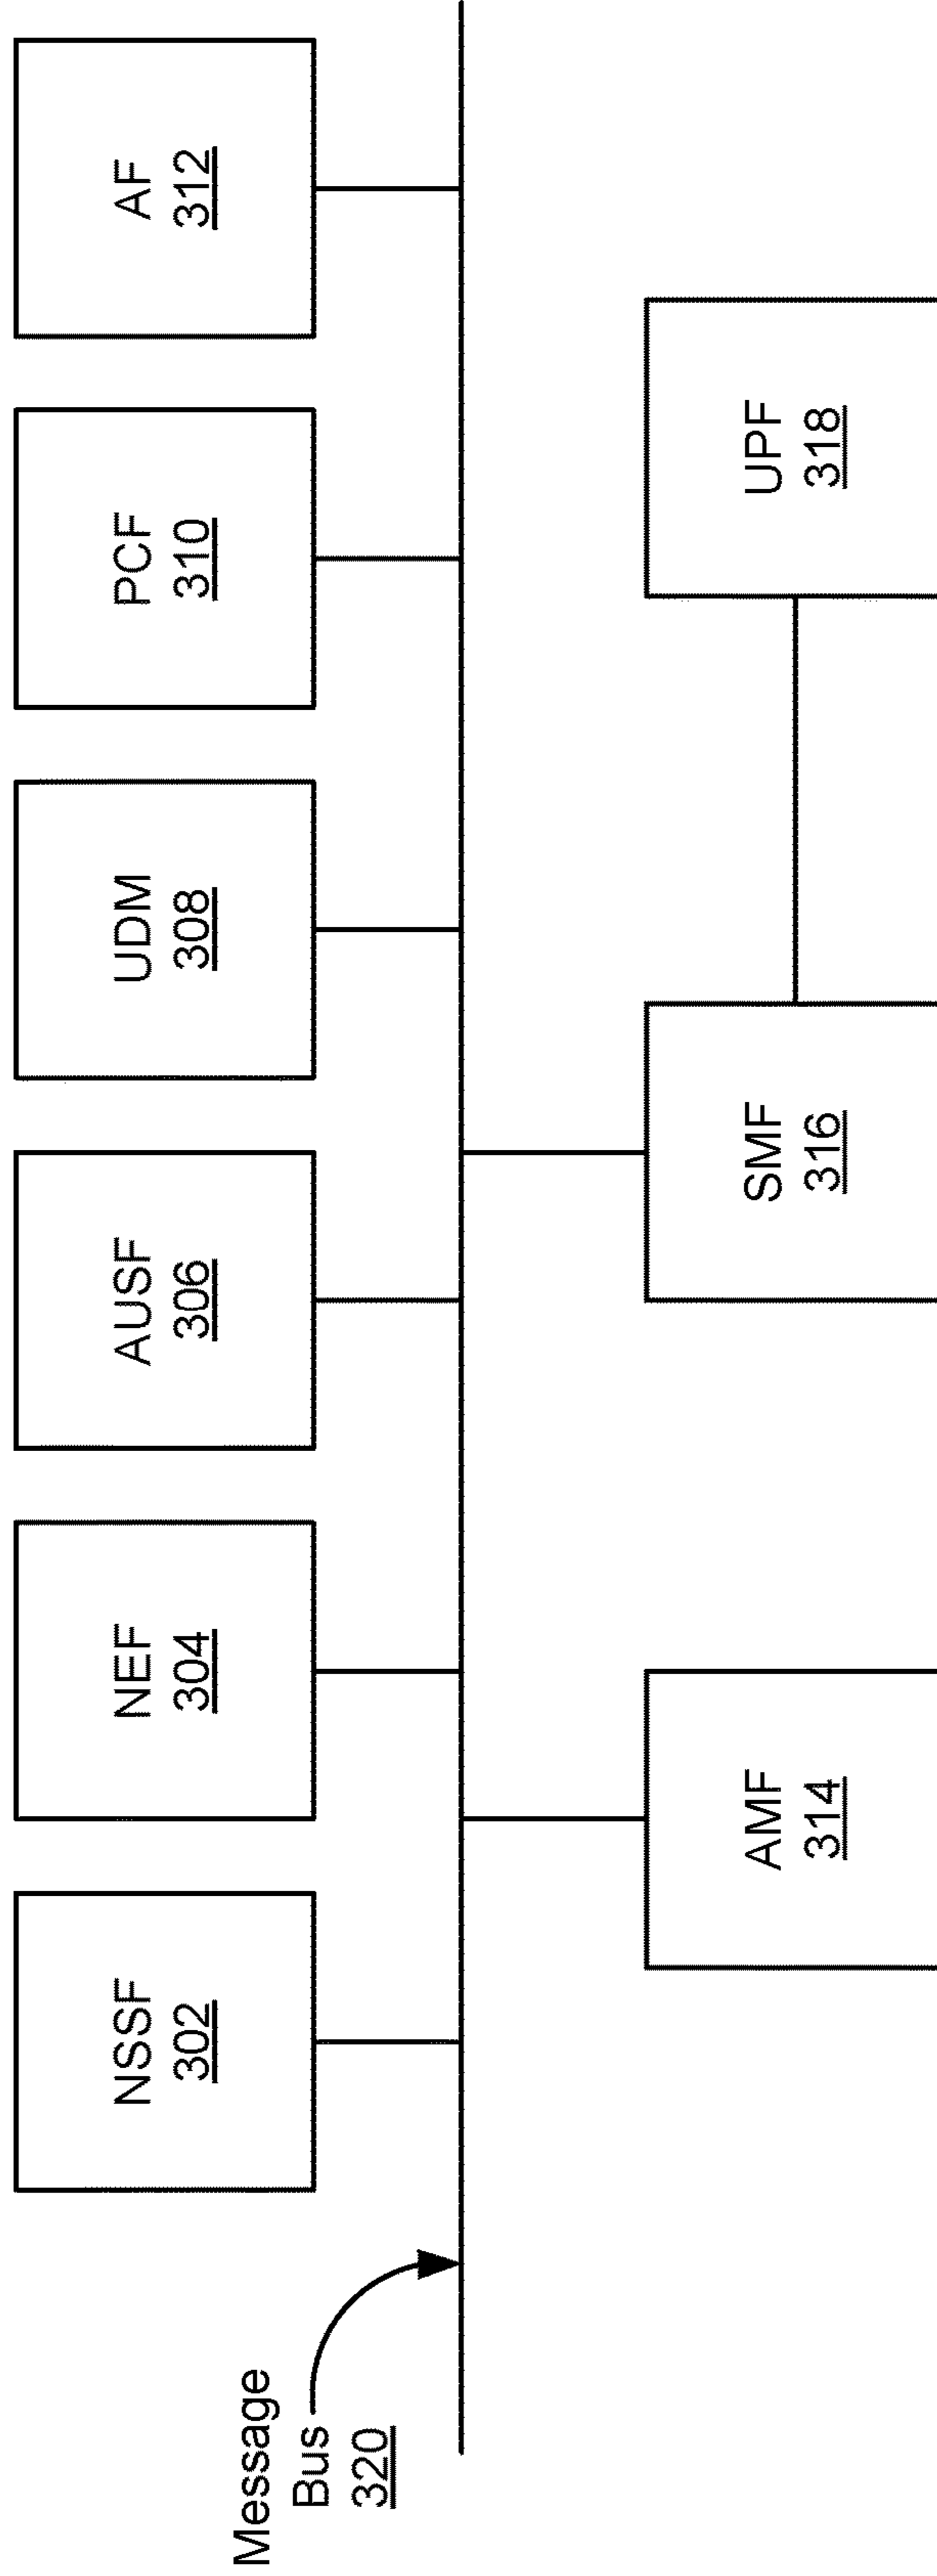 NSSF
302
NEF
304
AUSF
306
UDM
308
PCF
310
AF
312
Message
Bus
320
AMF
314
SMF
316
UPF
318